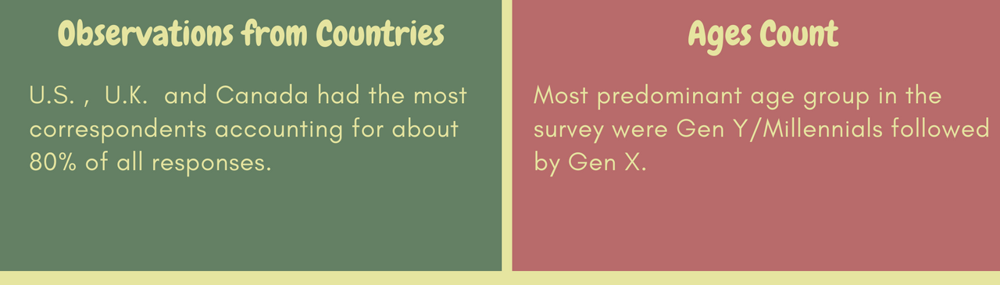 Observations from Countries
U.S. , U.K. and Canada had the most
correspondents accounting for about
80% of all responses.
Ages Count
Most predominant age group in the
survey were Gen Y/Millennials followed
by Gen X.